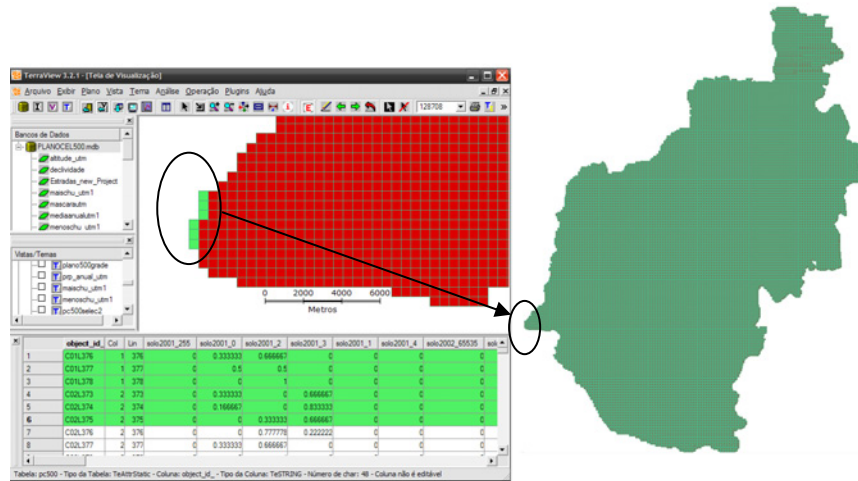 TerraView 3.2.1 - [Tela de Visualização]
Arquivo Exibir Plano Vista Tema Análise Operação Plugins Ajuda
I V T 128708
Bancos de Dados
PLANOCEL500.mdb
altitude_utm
declividade
Estradas_new_Project
maischu_utm1
mascarautm
mediaanualutm1
menoschu_utm1
Vistas/Temas
plano500grade
prp_anual_utm
maischu_utm1
menoschu_utm1
pc500selec2
0 2000 4000 6000
Metros
object_id_ Col Lin solo2001_255 solo2001_0 solo2001_2 solo2001_3 solo2001_1 solo2001_4 solo2002_65535
1 C01L376 1 376 0 0.333333 0.666667 0 0 0 0
2 C01L377 1 377 0 0.5 0.5 0 0 0 0
3 C01L378 1 378 0 0 1 0 0 0 0
4 C02L373 2 373 0 0.333333 0 0.666667 0 0 0
5 C02L374 2 374 0 0.166667 0 0.833333 0 0 0
6 C02L375 2 375 0 0 0.333333 0.666667 0 0 0
7 C02L376 2 376 0 0 0.777778 0.222222 0 0 0
8 C02L377 2 377 0 0.333333 0.666667 0 0 0 0
Tabela: pc500 - Tipo da Tabela: TeAttrStatic - Coluna: object_id_ - Tipo da Coluna: TeSTRING - Número de char: 48 - Coluna não é editável